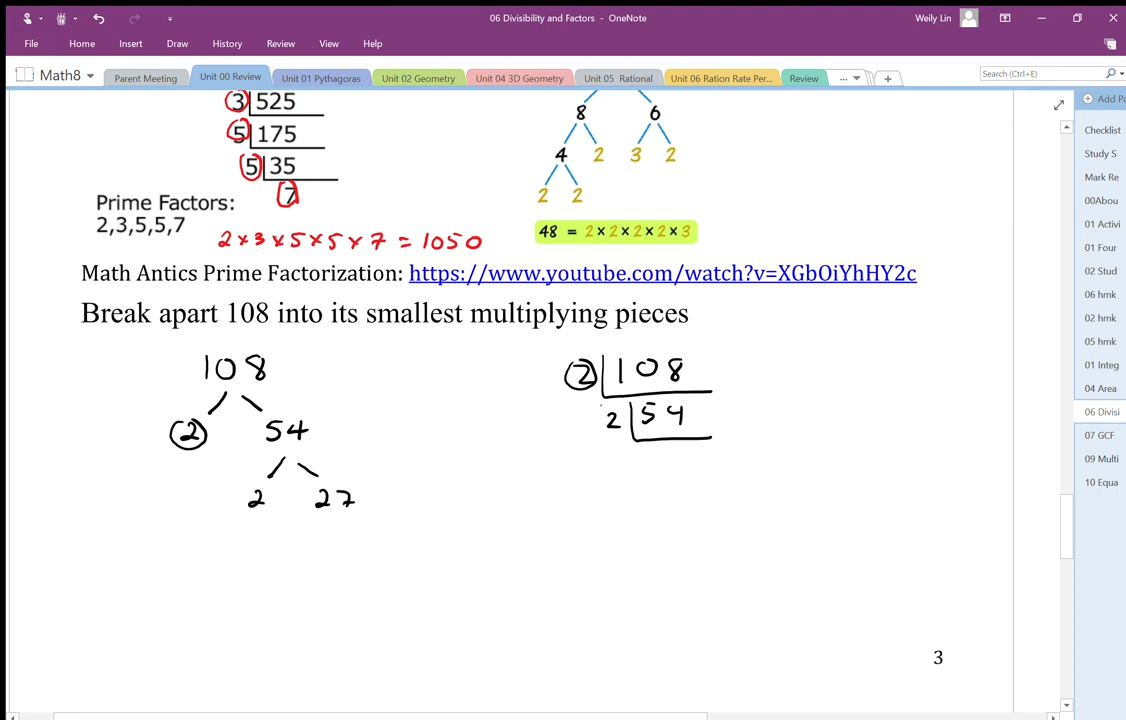 06 Divisibility and Factors - OneNote
Weily Lin
File Home Insert Draw History Review View Help
Math8
Parent Meeting
Unit 00 Review
Unit 01 Pythagoras
Unit 02 Geometry
Unit 04 3D Geometry
Unit 05 Rational
Unit 06 Ration Rate Per...
Review
...
Search (Ctrl+E)
Add Pa
Checklist
Study S
Mark Re
00Abou
01 Activi
01 Four
02 Stud
06 hmk
02 hmk
05 hmk
01 Integ
04 Area
06 Divisi
07 GCF
09 Multi
10 Equa
3 525
5 175
5 35
7
Prime Factors:
2,3,5,5,7
2 × 3 × 5 × 5 × 7 = 1050
8 6
4 2 3 2
2 2
48 = 2 × 2 × 2 × 2 × 3
Math Antics Prime Factorization: https://www.youtube.com/watch?v=XGbOiYhHY2c
Break apart 108 into its smallest multiplying pieces
108
2 54
2 27
2 108
2 54
3